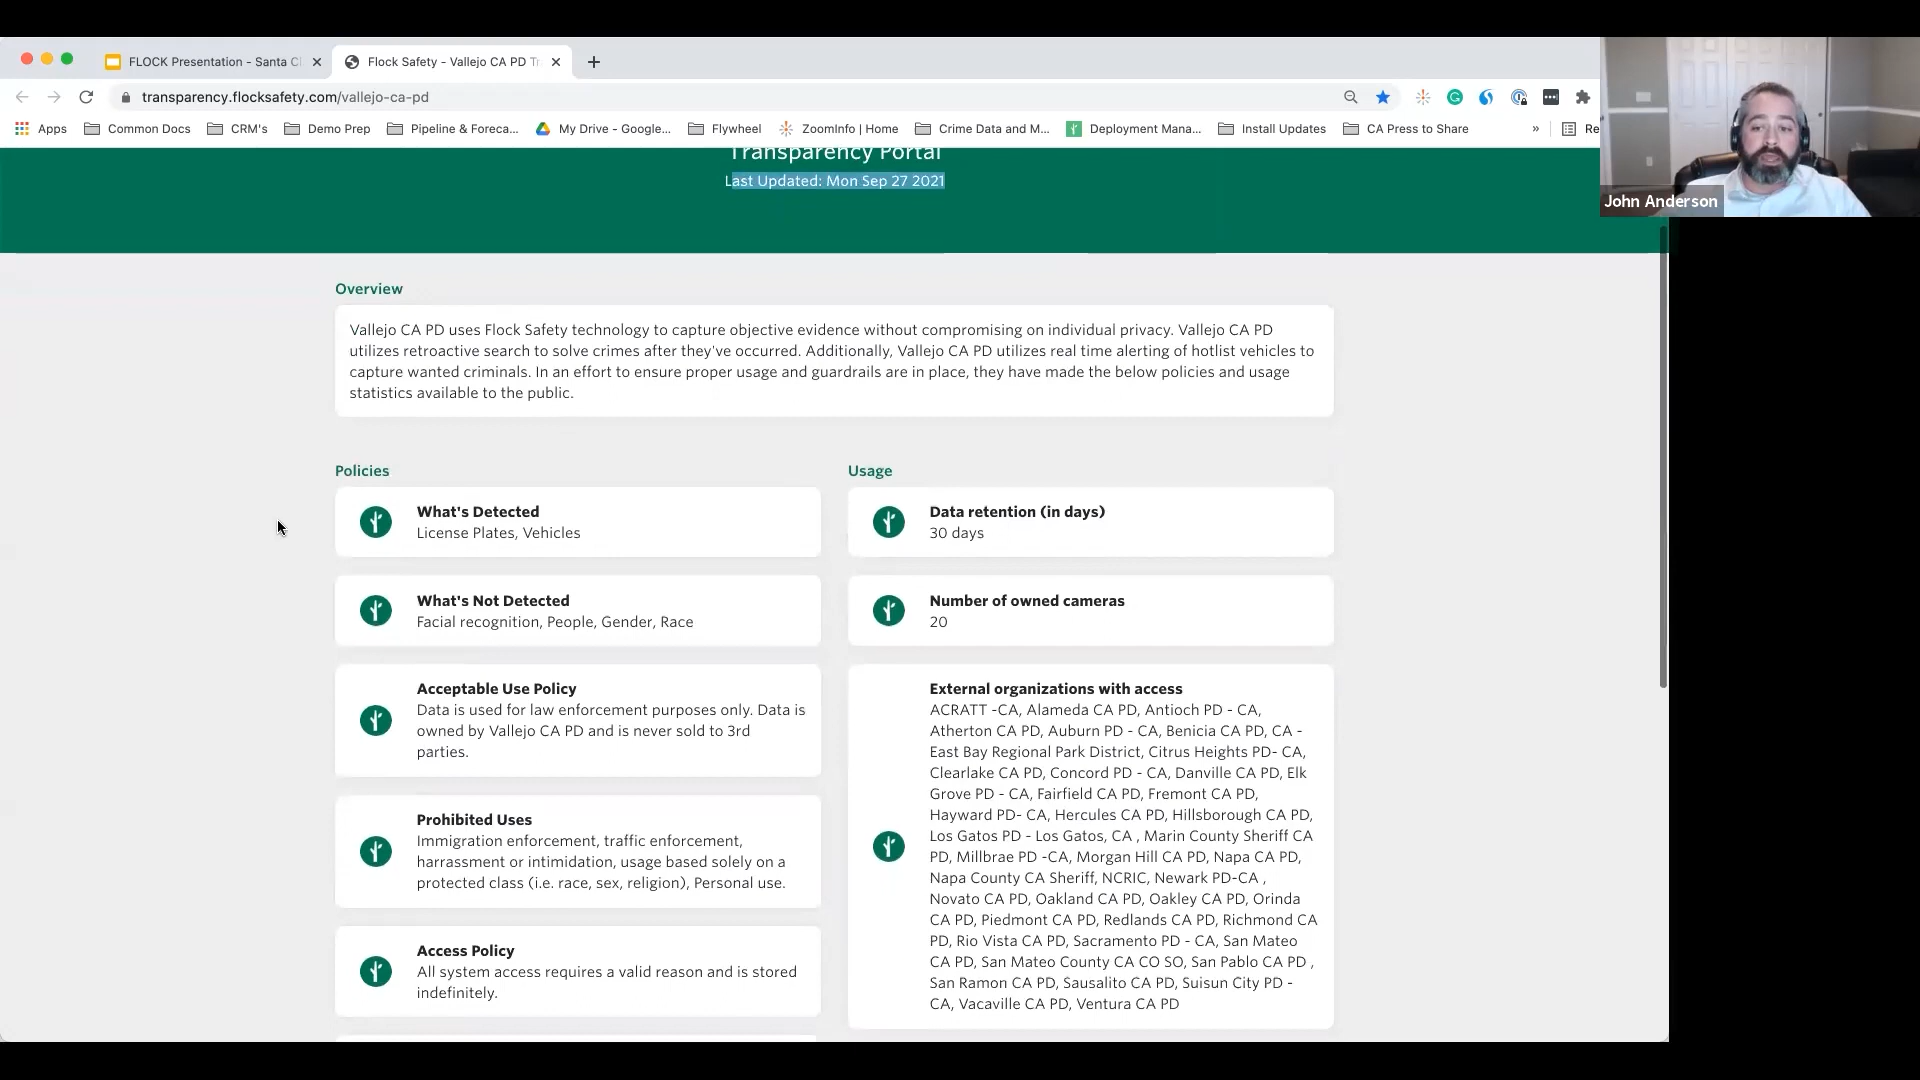 FLOCK Presentation - Santa Cl
Flock Safety - Vallejo CA PD Tr
transparency.flocksafety.com/vallejo-ca-pd
Apps
Common Docs
CRM's
Demo Prep
Pipeline & Foreca...
My Drive - Google...
Flywheel
ZoomInfo | Home
Crime Data and M...
Deployment Mana...
Install Updates
CA Press to Share
»
Re
John Anderson
Transparency Portal
Last Updated: Mon Sep 27 2021
Overview
Vallejo CA PD uses Flock Safety technology to capture objective evidence without compromising on individual privacy. Vallejo CA PD
utilizes retroactive search to solve crimes after they've occurred. Additionally, Vallejo CA PD utilizes real time alerting of hotlist vehicles to
capture wanted criminals. In an effort to ensure proper usage and guardrails are in place, they have made the below policies and usage
statistics available to the public.
Policies
What's Detected
License Plates, Vehicles
What's Not Detected
Facial recognition, People, Gender, Race
Acceptable Use Policy
Data is used for law enforcement purposes only. Data is
owned by Vallejo CA PD and is never sold to 3rd
parties.
Prohibited Uses
Immigration enforcement, traffic enforcement,
harrassment or intimidation, usage based solely on a
protected class (i.e. race, sex, religion), Personal use.
Access Policy
All system access requires a valid reason and is stored
indefinitely.
Usage
Data retention (in days)
30 days
Number of owned cameras
20
External organizations with access
ACRATT -CA, Alameda CA PD, Antioch PD - CA,
Atherton CA PD, Auburn PD - CA, Benicia CA PD, CA -
East Bay Regional Park District, Citrus Heights PD- CA,
Clearlake CA PD, Concord PD - CA, Danville CA PD, Elk
Grove PD - CA, Fairfield CA PD, Fremont CA PD,
Hayward PD- CA, Hercules CA PD, Hillsborough CA PD,
Los Gatos PD - Los Gatos, CA , Marin County Sheriff CA
PD, Millbrae PD -CA, Morgan Hill CA PD, Napa CA PD,
Napa County CA Sheriff, NCRIC, Newark PD-CA ,
Novato CA PD, Oakland CA PD, Oakley CA PD, Orinda
CA PD, Piedmont CA PD, Redlands CA PD, Richmond CA
PD, Rio Vista CA PD, Sacramento PD - CA, San Mateo
CA PD, San Mateo County CA CO SO, San Pablo CA PD ,
San Ramon CA PD, Sausalito CA PD, Suisun City PD -
CA, Vacaville CA PD, Ventura CA PD